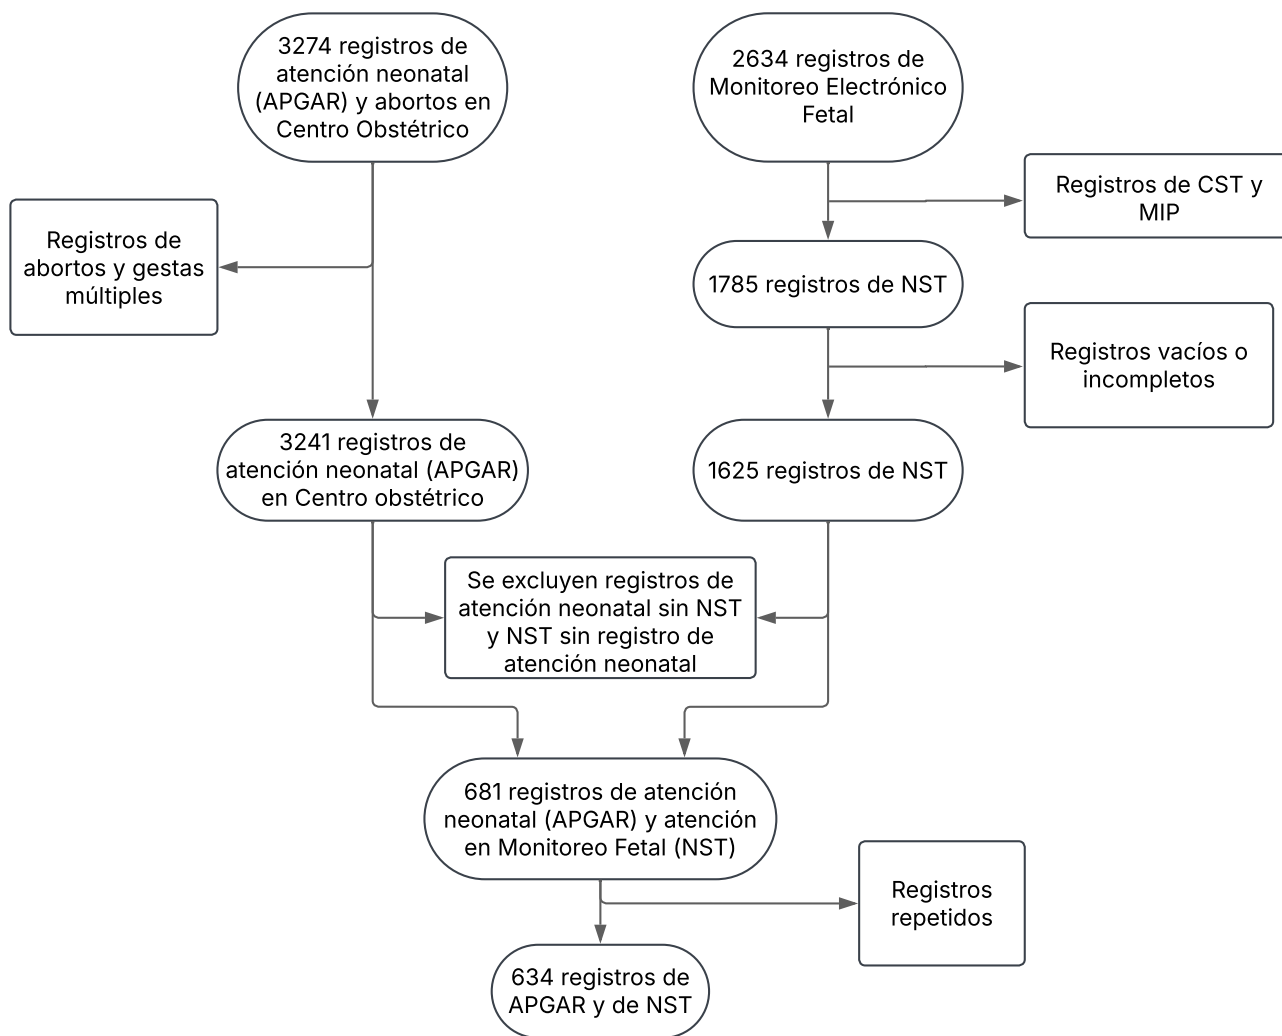 3274 registros de
atención neonatal
(APGAR) y abortos en
Centro Obstétrico
2634 registros de
Monitoreo Electrónico
Fetal
Registros de CST y
MIP
Registros de
abortos y gestas
múltiples
1785 registros de NST
Registros vacíos o
incompletos
3241 registros de
atención neonatal (APGAR)
en Centro obstétrico
1625 registros de NST
Se excluyen registros de
atención neonatal sin NST
y NST sin registro de
atención neonatal
681 registros de atención
neonatal (APGAR) y atención
en Monitoreo Fetal (NST)
Registros
repetidos
634 registros de
APGAR y de NST